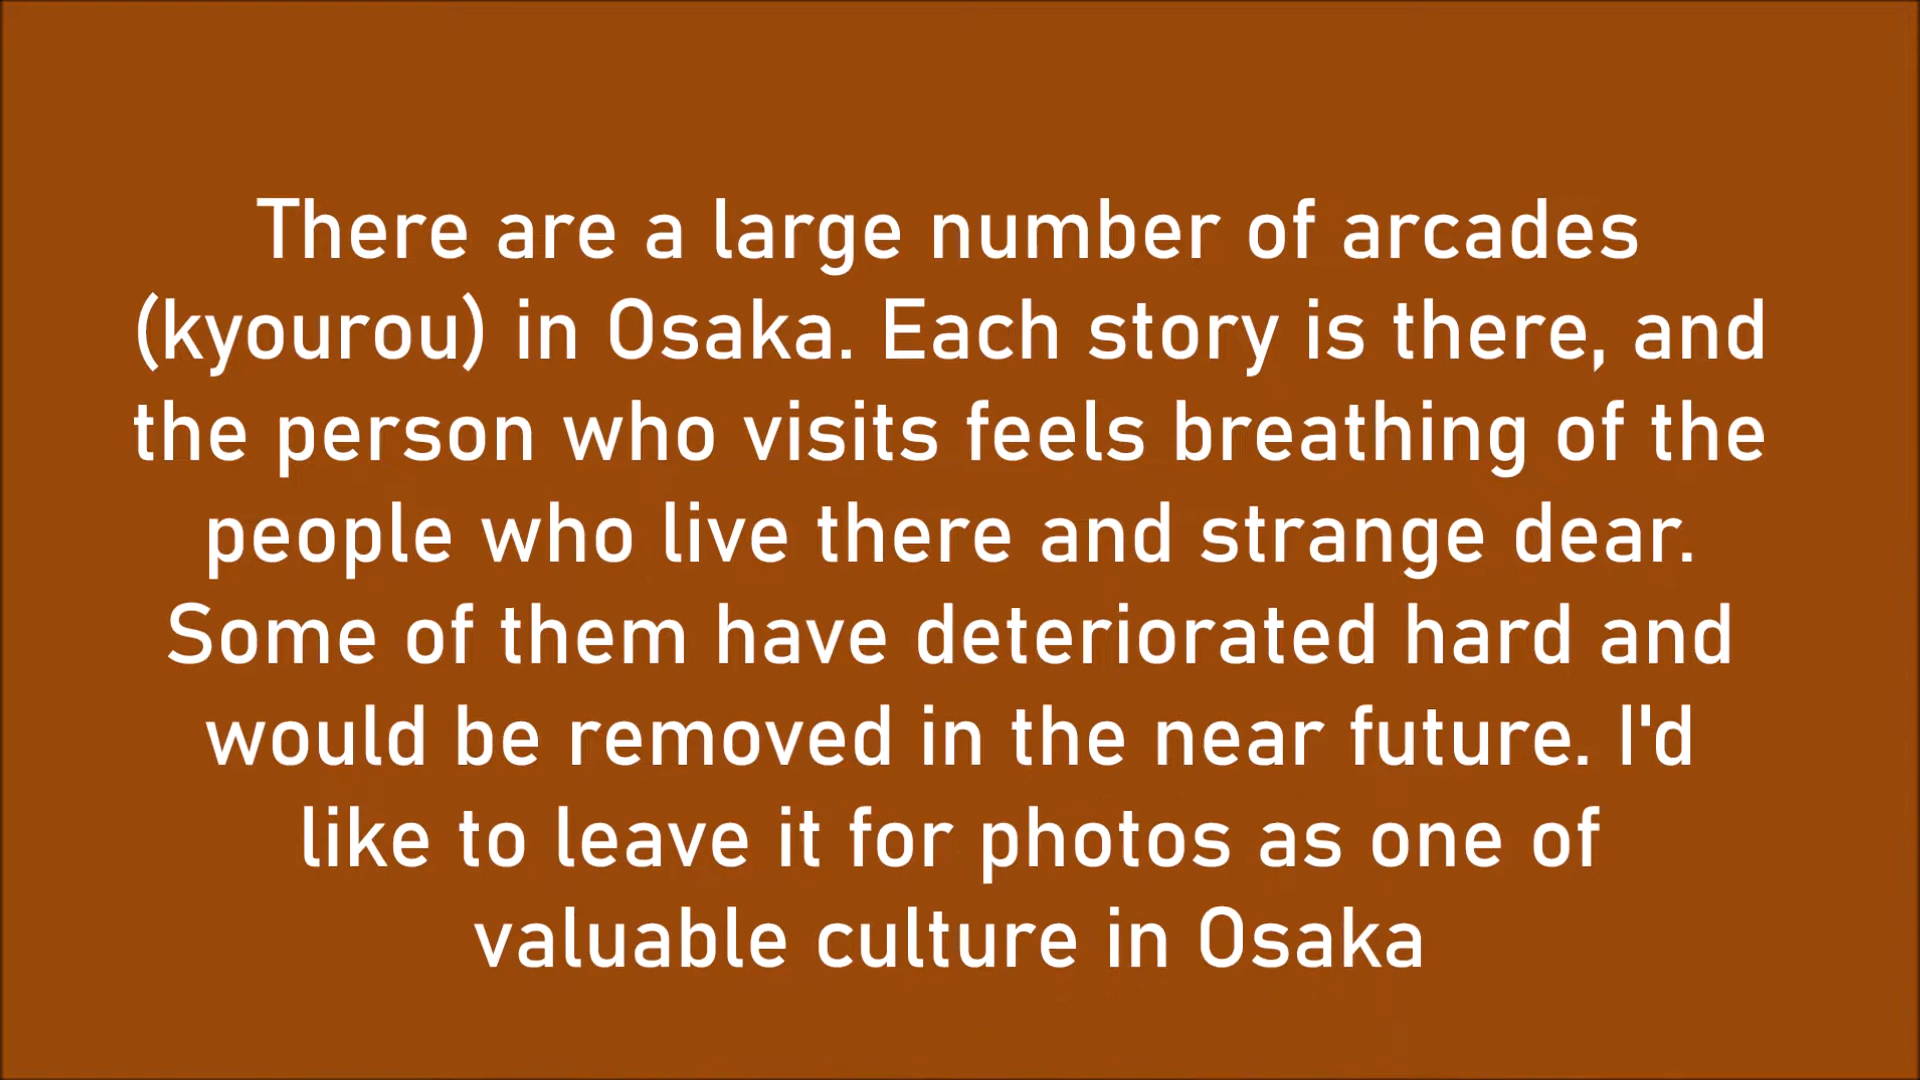 There are a large number of arcades
(kyourou) in Osaka. Each story is there, and
the person who visits feels breathing of the
people who live there and strange dear.
Some of them have deteriorated hard and
would be removed in the near future. I'd
like to leave it for photos as one of
valuable culture in Osaka